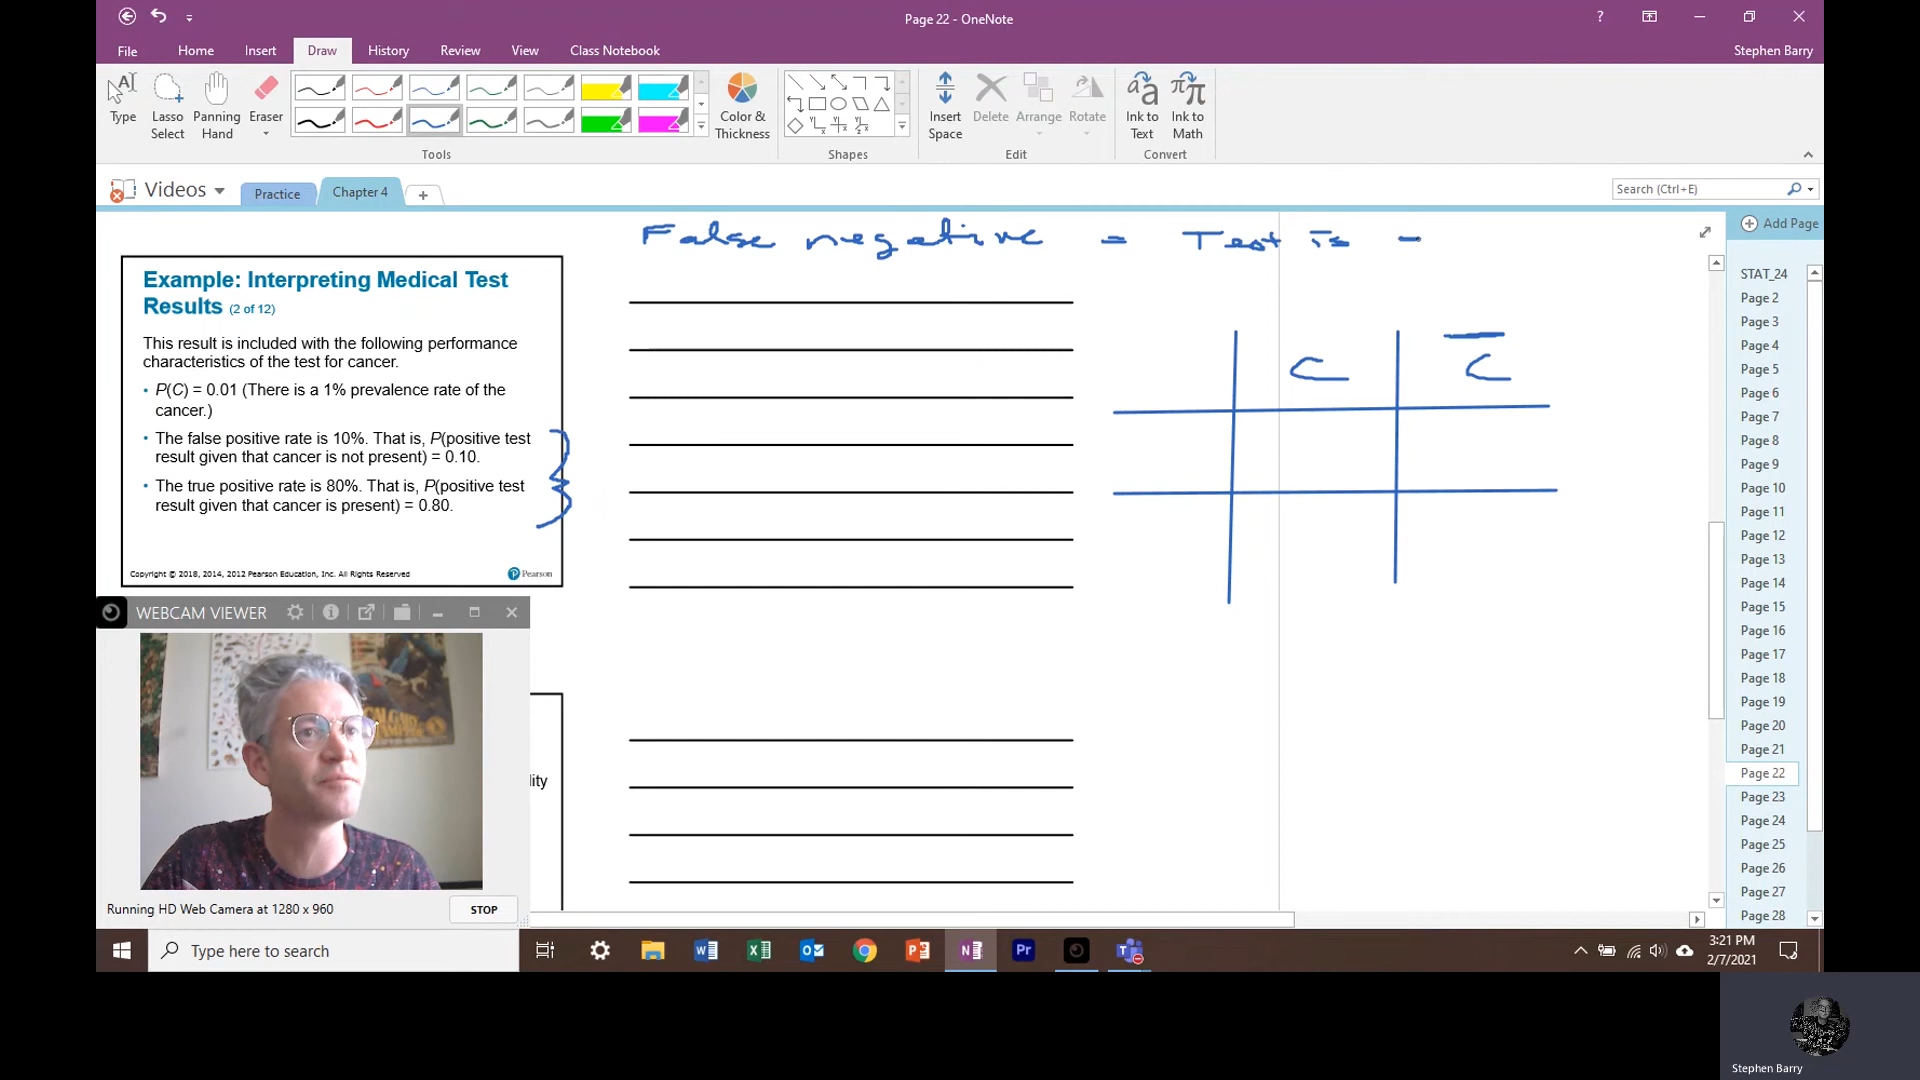 Page 22 - OneNote
?
File
Home
Insert
Draw
History
Review
View
Class Notebook
Stephen Barry
Type
Lasso
Select
Panning
Hand
Eraser
Color &
Thickness
Insert
Space
Delete
Arrange
Rotate
Ink to
Text
Ink to
Math
Tools
Shapes
Edit
Convert
Videos
Practice
Chapter 4
Search (Ctrl+E)
Add Page
False negative = Test is -
Example: Interpreting Medical Test
Results (2 of 12)
This result is included with the following performance
characteristics of the test for cancer.
• P(C) = 0.01 (There is a 1% prevalence rate of the
cancer.)
• The false positive rate is 10%. That is, P(positive test
result given that cancer is not present) = 0.10.
• The true positive rate is 80%. That is, P(positive test
result given that cancer is present) = 0.80.
Copyright © 2018, 2014, 2012 Pearson Education, Inc. All Rights Reserved
Pearson
C C̅
STAT_24
Page 2
Page 3
Page 4
Page 5
Page 6
Page 7
Page 8
Page 9
Page 10
Page 11
Page 12
Page 13
Page 14
Page 15
Page 16
Page 17
Page 18
Page 19
Page 20
Page 21
Page 22
Page 23
Page 24
Page 25
Page 26
Page 27
Page 28
WEBCAM VIEWER
lity
Running HD Web Camera at 1280 x 960
STOP
Type here to search
3:21 PM
2/7/2021
Stephen Barry